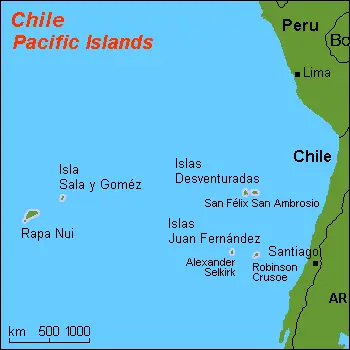 Chile
Pacific Islands
Peru
Bo
Lima
Chile
Isla
Sala y Goméz
Rapa Nui
Islas
Desventuradas
San Félix San Ambrosio
Islas
Juan Fernández
Alexander
Selkirk
Robinson
Crusoe
Santiago
AR
km 500 1000